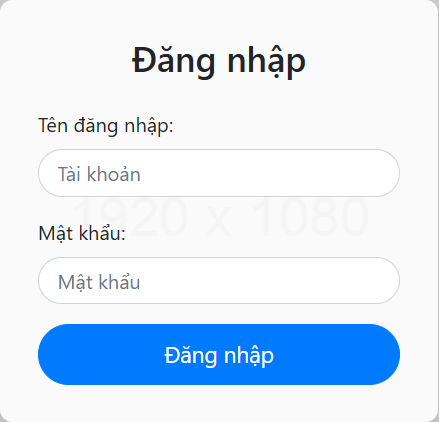 Đăng nhập
Tên đăng nhập:
Tài khoản
1920 x 1080
Mật khẩu:
Mật khẩu
Đăng nhập